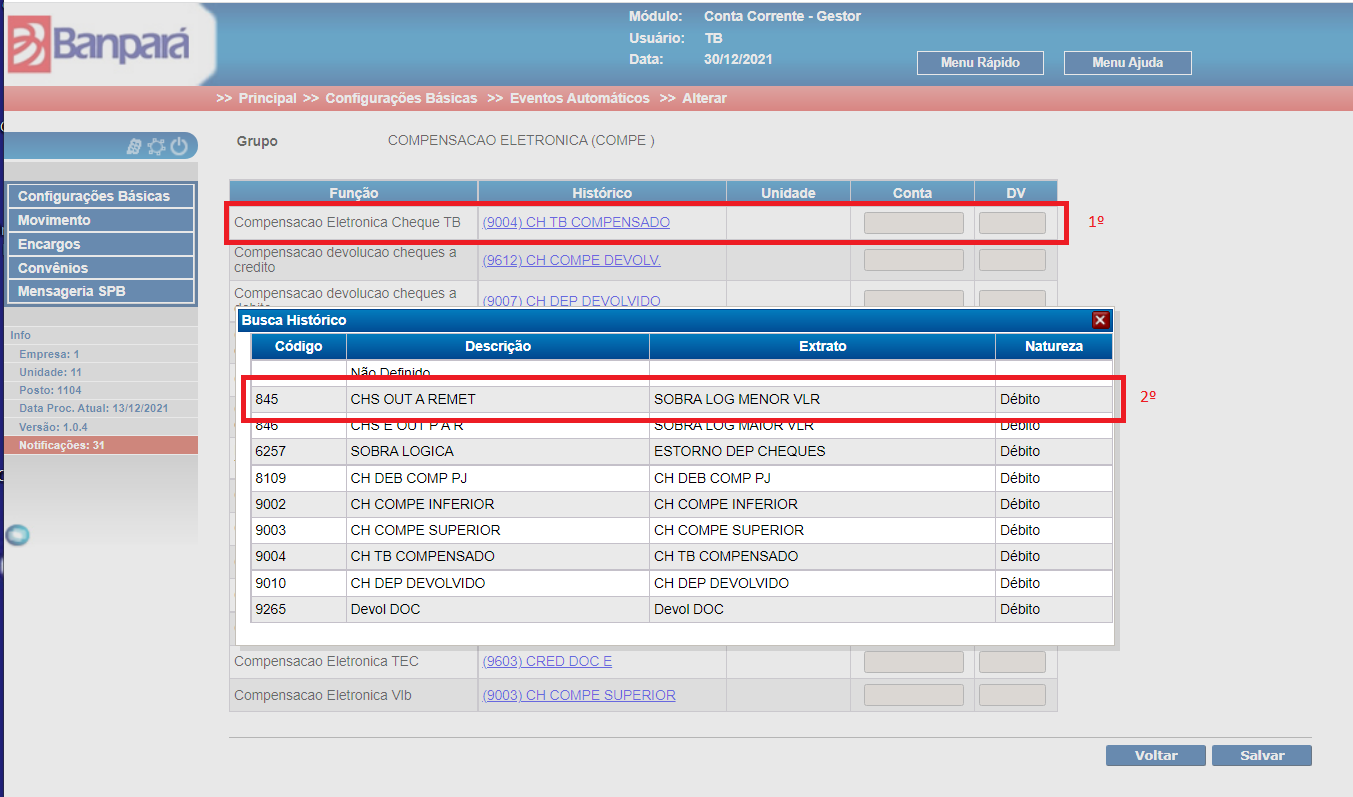 Banpará
Módulo: Conta Corrente - Gestor
Usuário: TB
Data: 30/12/2021
Menu Rápido Menu Ajuda
>> Principal >> Configurações Básicas >> Eventos Automáticos >> Alterar
Configurações Básicas
Movimento
Encargos
Convênios
Mensageria SPB
Info
Empresa: 1
Unidade: 11
Posto: 1104
Data Proc. Atual: 13/12/2021
Versão: 1.0.4
Notificações: 31
Grupo COMPENSACAO ELETRONICA (COMPE )
Função Histórico Unidade Conta DV
Compensacao Eletronica Cheque TB (9004) CH TB COMPENSADO 1º
Compensacao devolucao cheques a
credito (9612) CH COMPE DEVOLV.
Compensacao devolucao cheques a
debito (9007) CH DEP DEVOLVIDO
Busca Histórico
Código Descrição Extrato Natureza
Não Definido
845 CHS OUT A REMET SOBRA LOG MENOR VLR Débito 2º
846 CHS E OUT P A R SOBRA LOG MAIOR VLR Débito
6257 SOBRA LOGICA ESTORNO DEP CHEQUES Débito
8109 CH DEB COMP PJ CH DEB COMP PJ Débito
9002 CH COMPE INFERIOR CH COMPE INFERIOR Débito
9003 CH COMPE SUPERIOR CH COMPE SUPERIOR Débito
9004 CH TB COMPENSADO CH TB COMPENSADO Débito
9010 CH DEP DEVOLVIDO CH DEP DEVOLVIDO Débito
9265 Devol DOC Devol DOC Débito
Compensacao Eletronica TEC (9603) CRED DOC E
Compensacao Eletronica Vlb (9003) CH COMPE SUPERIOR
Voltar Salvar